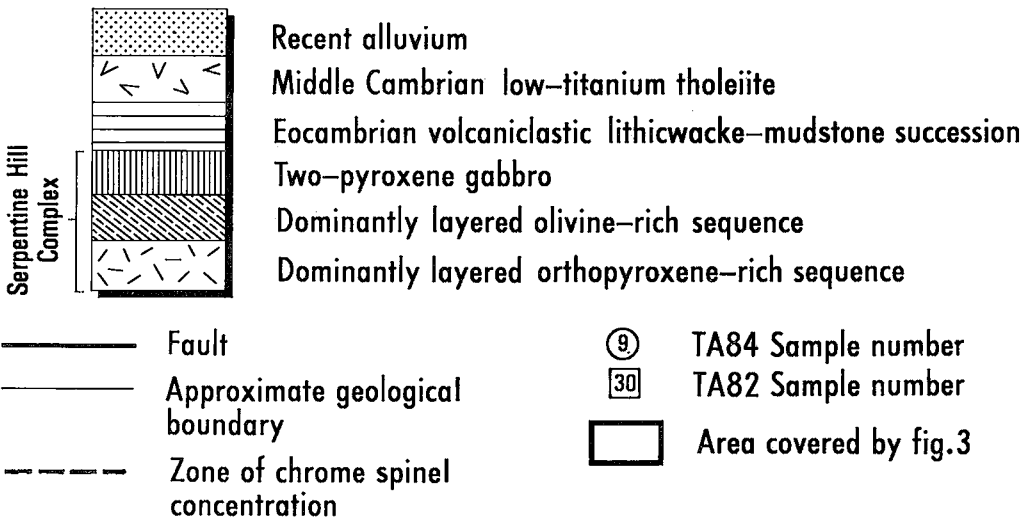 Recent alluvium
Middle Cambrian low–titanium tholeiite
Eocambrian volcaniclastic lithicwacke–mudstone succession
Two–pyroxene gabbro
Dominantly layered olivine–rich sequence
Dominantly layered orthopyroxene–rich sequence
Serpentine Hill
Complex
Fault
Approximate geological
boundary
Zone of chrome spinel
concentration
9 TA84 Sample number
30 TA82 Sample number
Area covered by fig.3